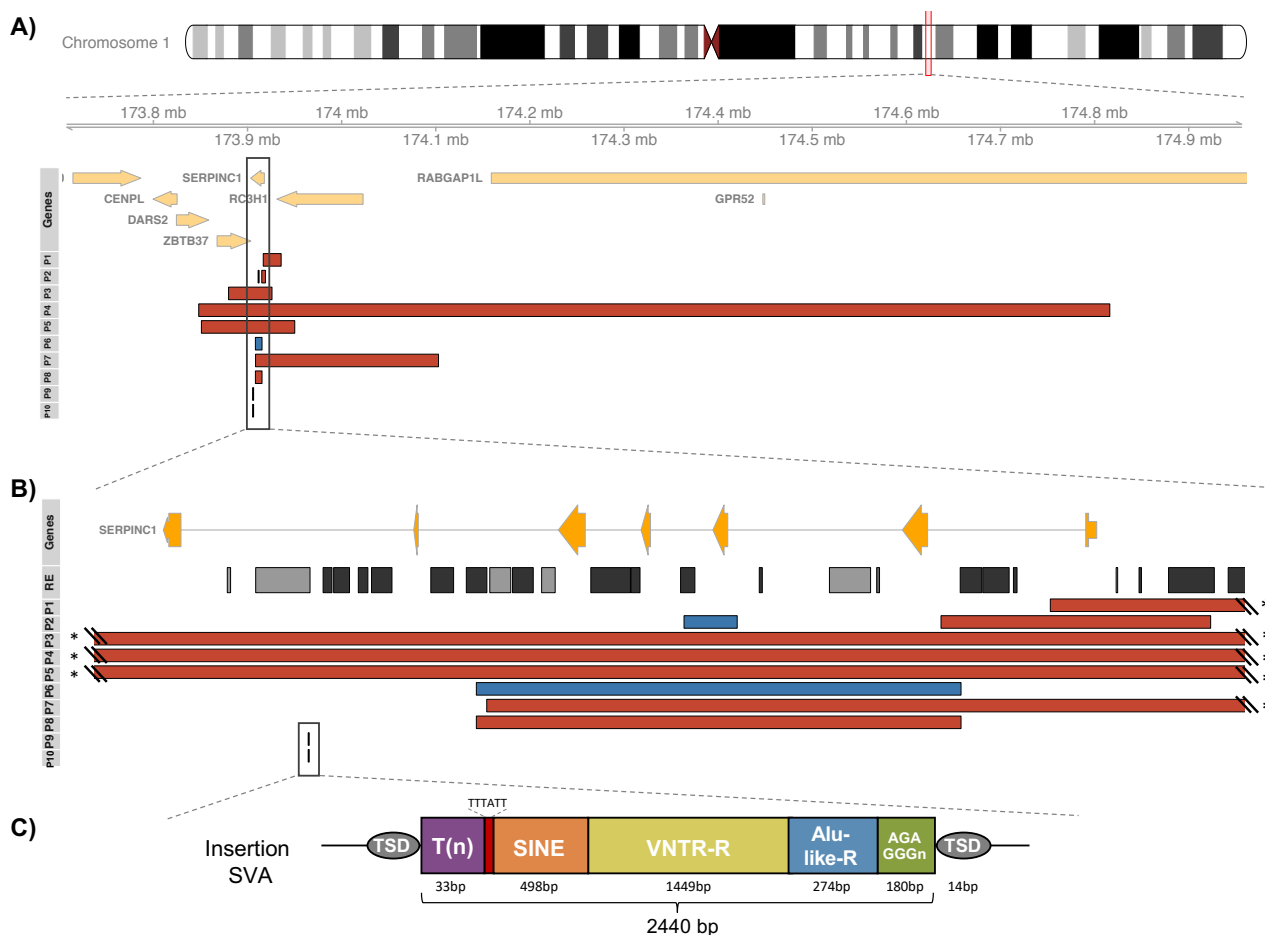 A)
Chromosome 1
173.8 mb 174 mb 174.2 mb 174.4 mb 174.6 mb 174.8 mb
173.9 mb 174.1 mb 174.3 mb 174.5 mb 174.7 mb 174.9 mb
Genes
SERPINC1 RABGAP1L
CENPL RC3H1 GPR52
DARS2
ZBTB37
P1
P2
P3
P4
P5
P6
P7
P8
P9
P10
B)
Genes
SERPINC1
RE
P1 *
P2
* P3 *
* P4 *
* P5 *
P6
P7 *
P8
P9
P10
C)
TTTATT
Insertion
SVA
TSD T(n) SINE VNTR-R Alu-
like-R AGA
GGGn TSD
33bp 498bp 1449bp 274bp 180bp 14bp
2440 bp